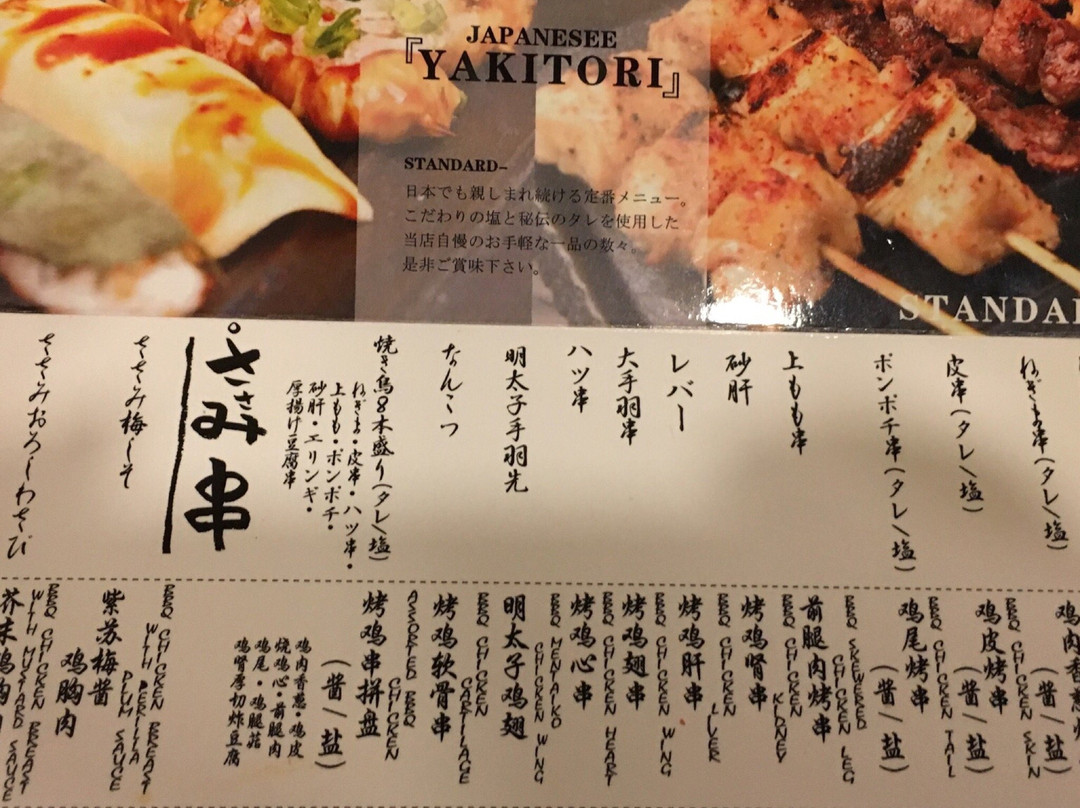 JAPANESEE
『YAKITORI』
STANDARD–
日本でも親しまれ続ける定番メニュー。
こだわりの塩と秘伝のタレを使用した
当店自慢のお手軽な一品の数々。
是非ご賞味下さい。
ねぎま串(タレ/塩)
皮串(タレ/塩)
ボンポチ串(タレ/塩)
上もも串
砂肝
レバー
大手羽串
ハツ串
明太子手羽先
なんこつ
焼き鳥8本盛り(タレ/塩)
ねぎま・皮串・ハツ串・
上もも・ボンボチ・
砂肝・エリンギ・
厚揚げ豆腐串
ささみ串
ささみ梅しそ
ささみおろしわさび
鸡皮烤串(酱/盐)
BBQ CHICKEN SKIN
鸡尾烤串(酱/盐)
BBQ CHICKEN TAIL
前腿肉烤串
BBQ SKEWERED
CHICKEN LEG
烤鸡肾串
BBQ CHICKEN
KIDNEY
烤鸡肝串
BBQ CHICKEN
LIVER
烤鸡翅串
BBQ CHICKEN WING
烤鸡心串
BBQ CHICKEN HEART
明太子鸡翅
BBQ MENTAIKO
CHICKEN WING
烤鸡软骨串
BBQ CHICKEN
CARTILAGE
烤鸡串拼盘(酱/盐)
ASSORTED BBQ
CHICKEN
鸡肉香葱・鸡皮
烧鸡心・前腿肉
鸡尾・鸡腿菇
鸡肾厚切炸豆腐
紫苏梅酱
鸡胸肉
BBQ CHICKEN BREAST
WITH PERILLA
PLUM SAUCE
BBQ CHICKEN BREAST
WITH MUSTARD SAUCE